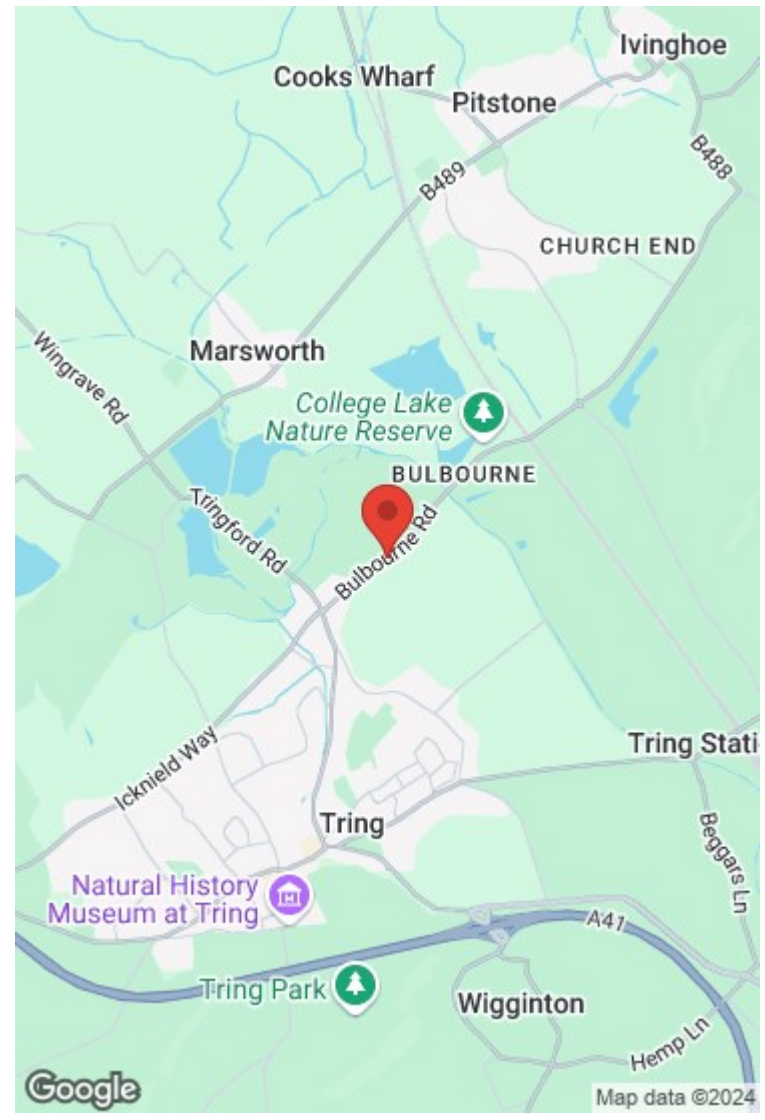 Ivinghoe
Cooks Wharf
Pitstone
B489
B488
CHURCH END
Marsworth
Wingrave Rd
College Lake
Nature Reserve
BULBOURNE
Tringford Rd
Bulbourne Rd
Icknield Way
Tring Stati
Tring
Beggars Ln
Natural History
Museum at Tring
A41
Tring Park
Wigginton
Hemp Ln
Google
Map data ©2024